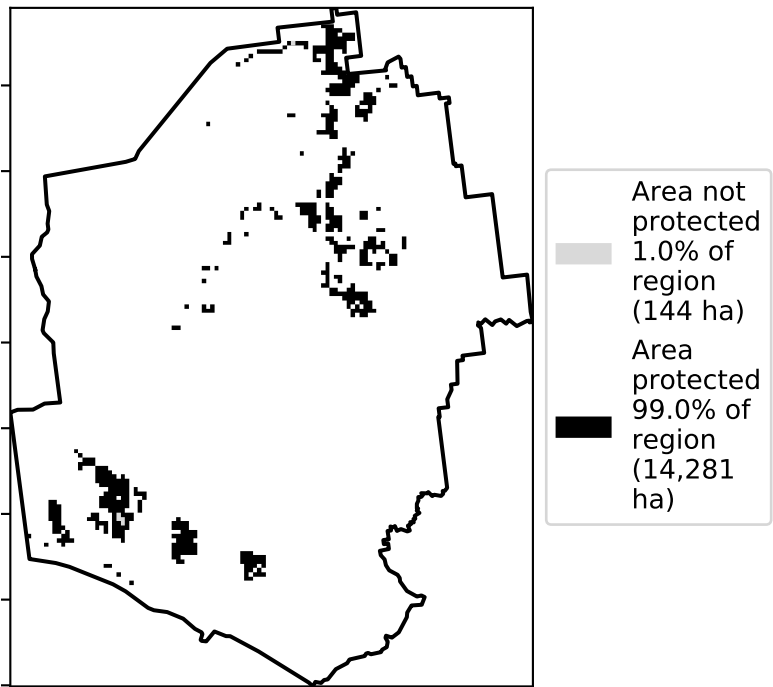 Area not
protected
1.0% of
region
(144 ha)
Area
protected
99.0% of
region
(14,281
ha)